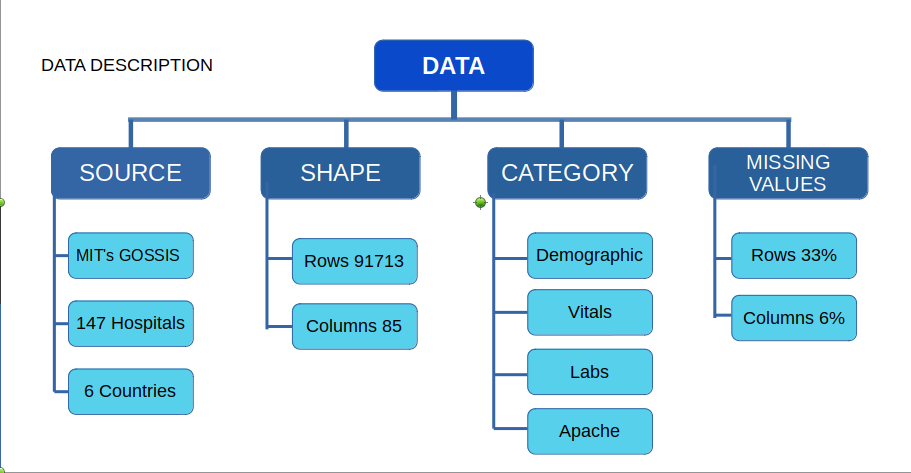 DATA DESCRIPTION
DATA
SOURCE
MIT's GOSSIS
147 Hospitals
6 Countries
SHAPE
Rows 91713
Columns 85
CATEGORY
Demographic
Vitals
Labs
Apache
MISSING
VALUES
Rows 33%
Columns 6%